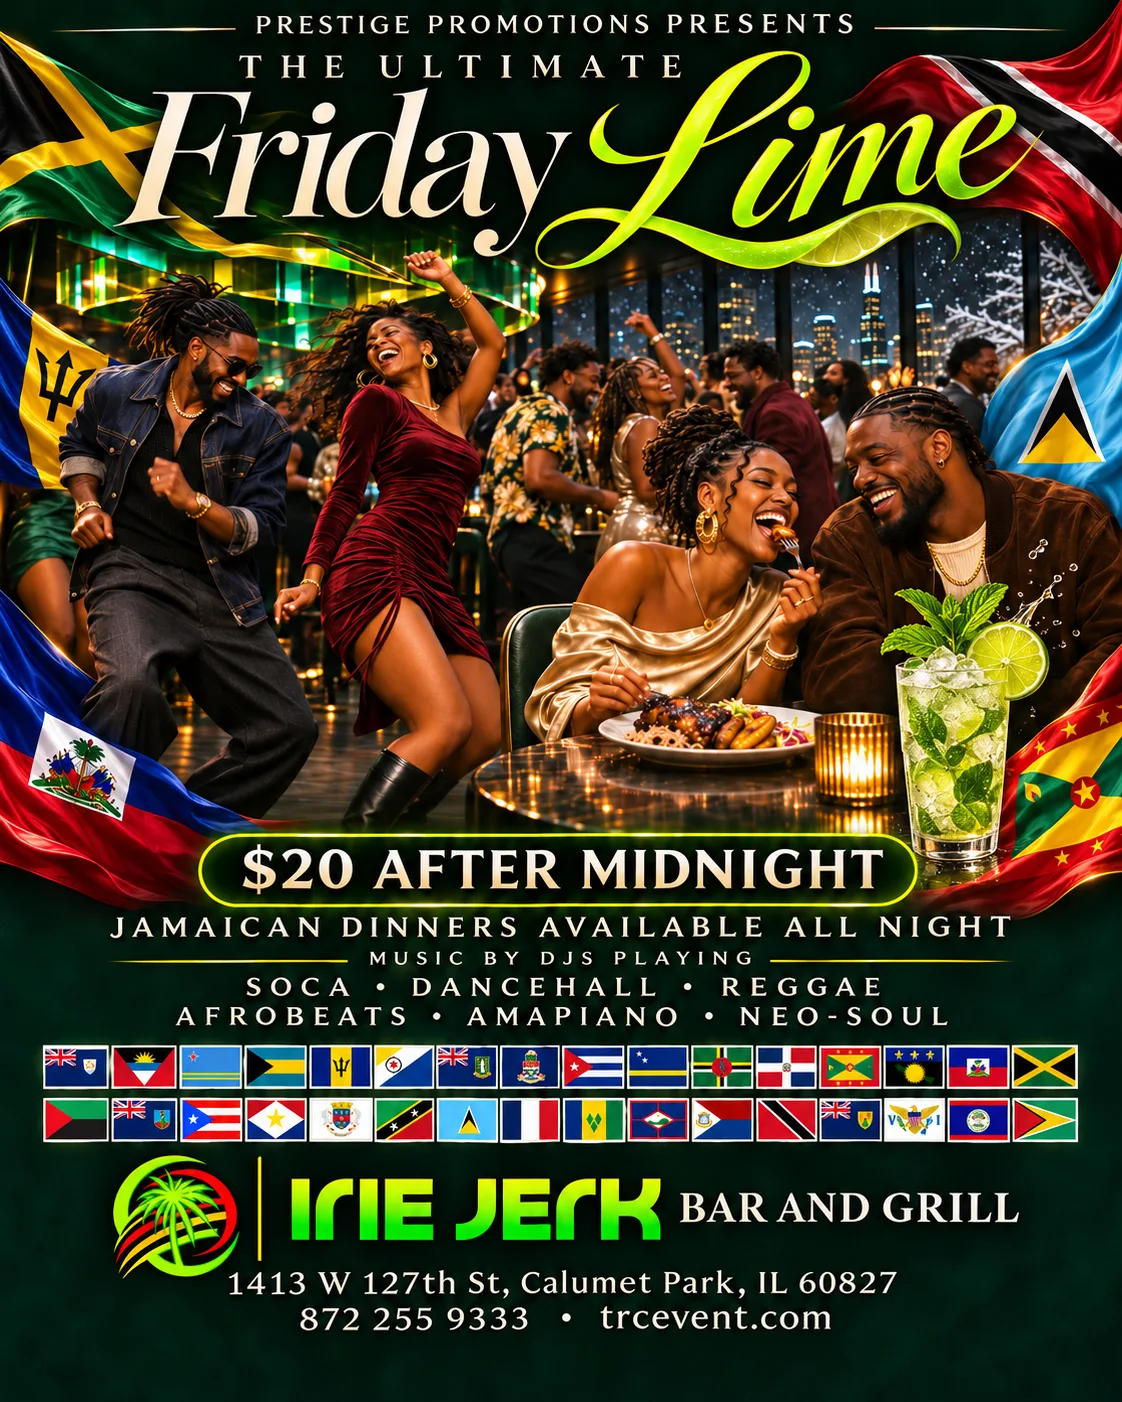 PRESTIGE PROMOTIONS PRESENTS
THE ULTIMATE
Friday Lime
$20 AFTER MIDNIGHT
JAMAICAN DINNERS AVAILABLE ALL NIGHT
MUSIC BY DJS PLAYING
SOCA • DANCEHALL • REGGAE
AFROBEATS • AMAPIANO • NEO-SOUL
V I
IRIE JERK BAR AND GRILL
1413 W 127th St, Calumet Park, IL 60827
872 255 9333 • trcevent.com